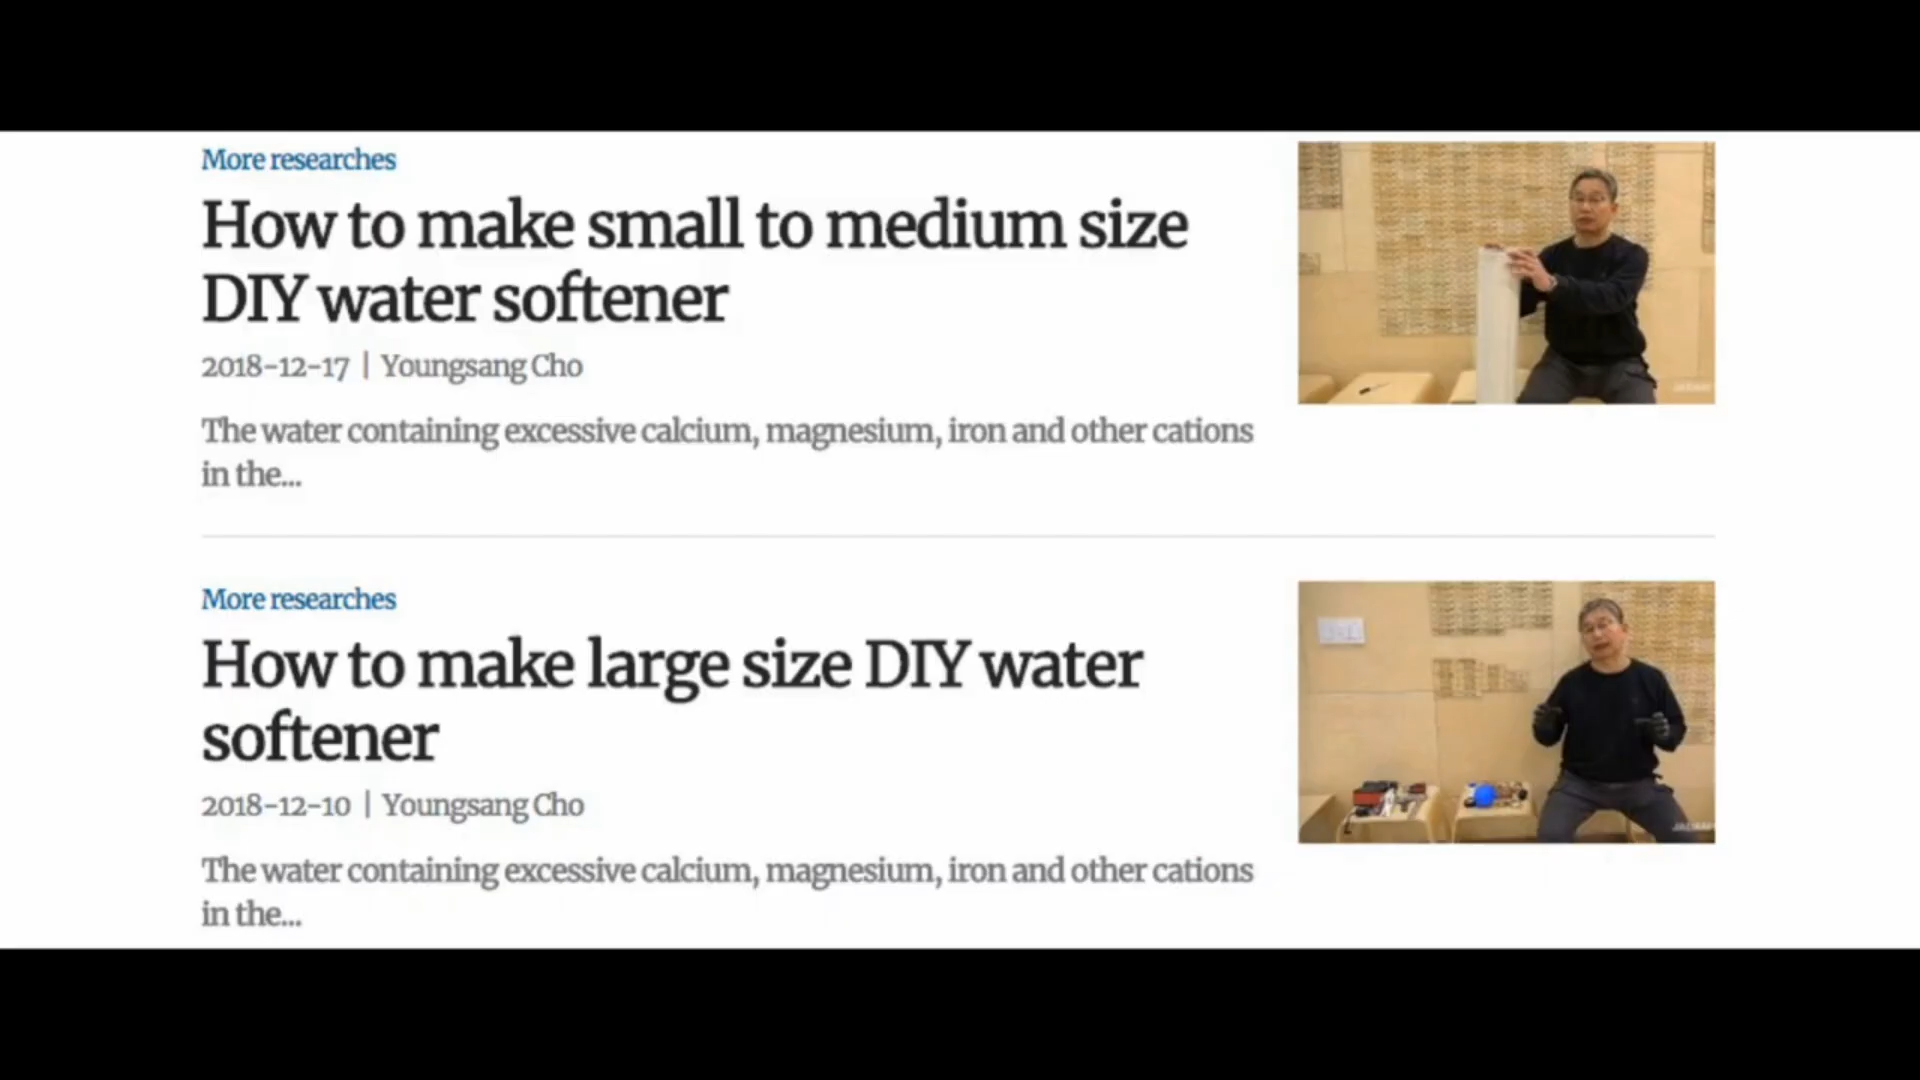 More researches
How to make small to medium size
DIY water softener
2018-12-17 | Youngsang Cho
The water containing excessive calcium, magnesium, iron and other cations
in the...
More researches
How to make large size DIY water
softener
2018-12-10 | Youngsang Cho
The water containing excessive calcium, magnesium, iron and other cations
in the...